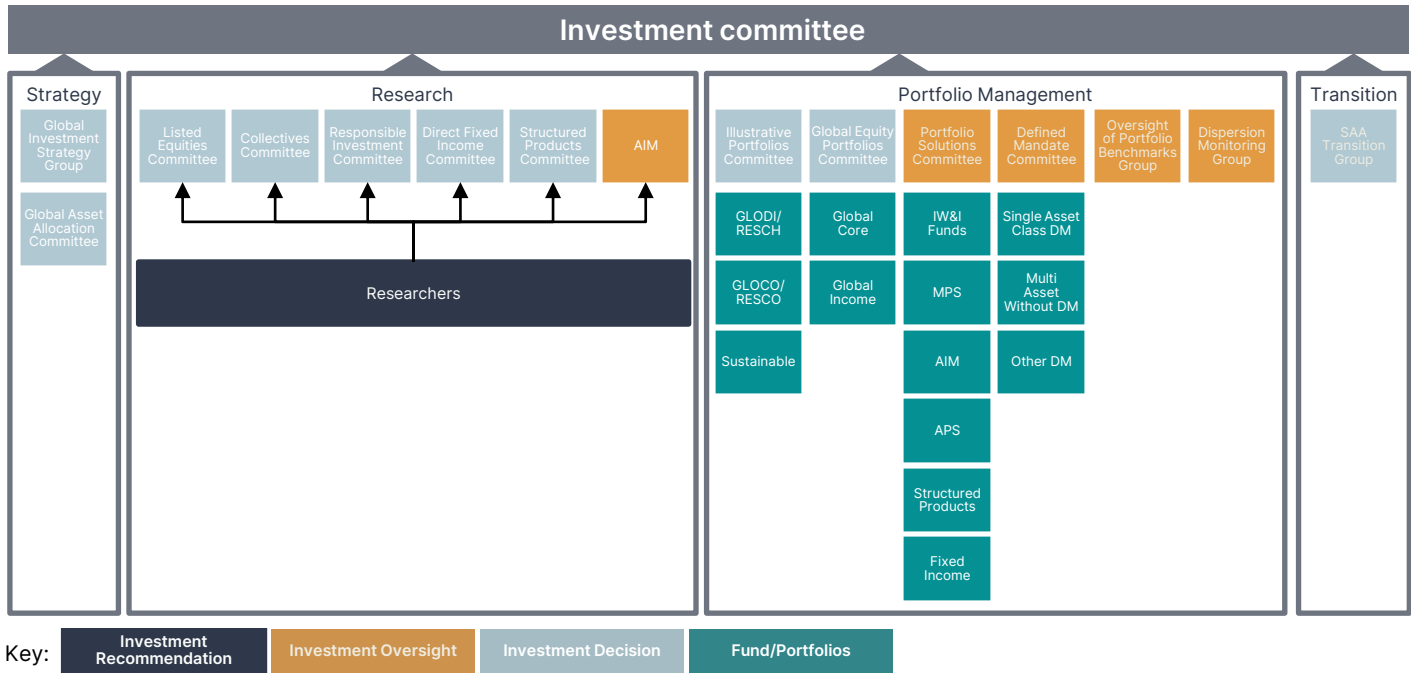 Investment committee
Strategy
Global
Investment
Strategy
Group
Global Asset
Allocation
Committee
Research
Listed
Equities
Committee
Collectives
Committee
Responsible
Investment
Committee
Direct Fixed
Income
Committee
Structured
Products
Committee
AIM
Researchers
Portfolio Management
Illustrative
Portfolios
Committee
Global Equity
Portfolios
Committee
Portfolio
Solutions
Committee
Defined
Mandate
Committee
Oversight
of Portfolio
Benchmarks
Group
Dispersion
Monitoring
Group
GLODI/
RESCH
GLOCO/
RESCO
Sustainable
Global
Core
Global
Income
IW&I
Funds
MPS
AIM
APS
Structured
Products
Fixed
Income
Single Asset
Class DM
Multi
Asset
Without DM
Other DM
Transition
SAA
Transition
Group
Key:
Investment
Recommendation
Investment Oversight
Investment Decision
Fund/Portfolios